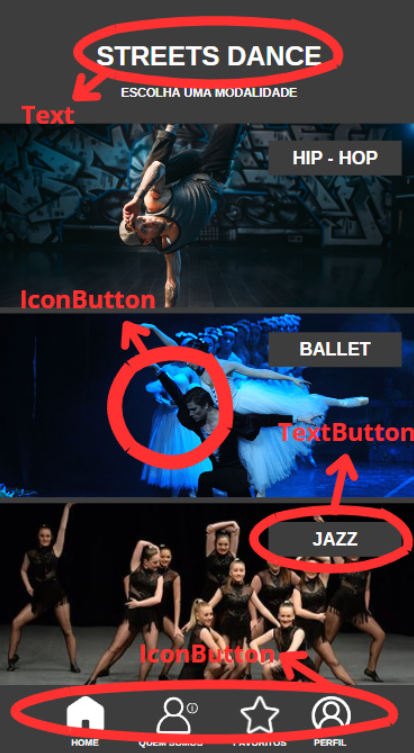 STREETS DANCE
ESCOLHA UMA MODALIDADE
Text
HIP - HOP
IconButton
BALLET
TextButton
JAZZ
IconButton
HOME
QUEM SOMOS
FAVORITOS
PERFIL